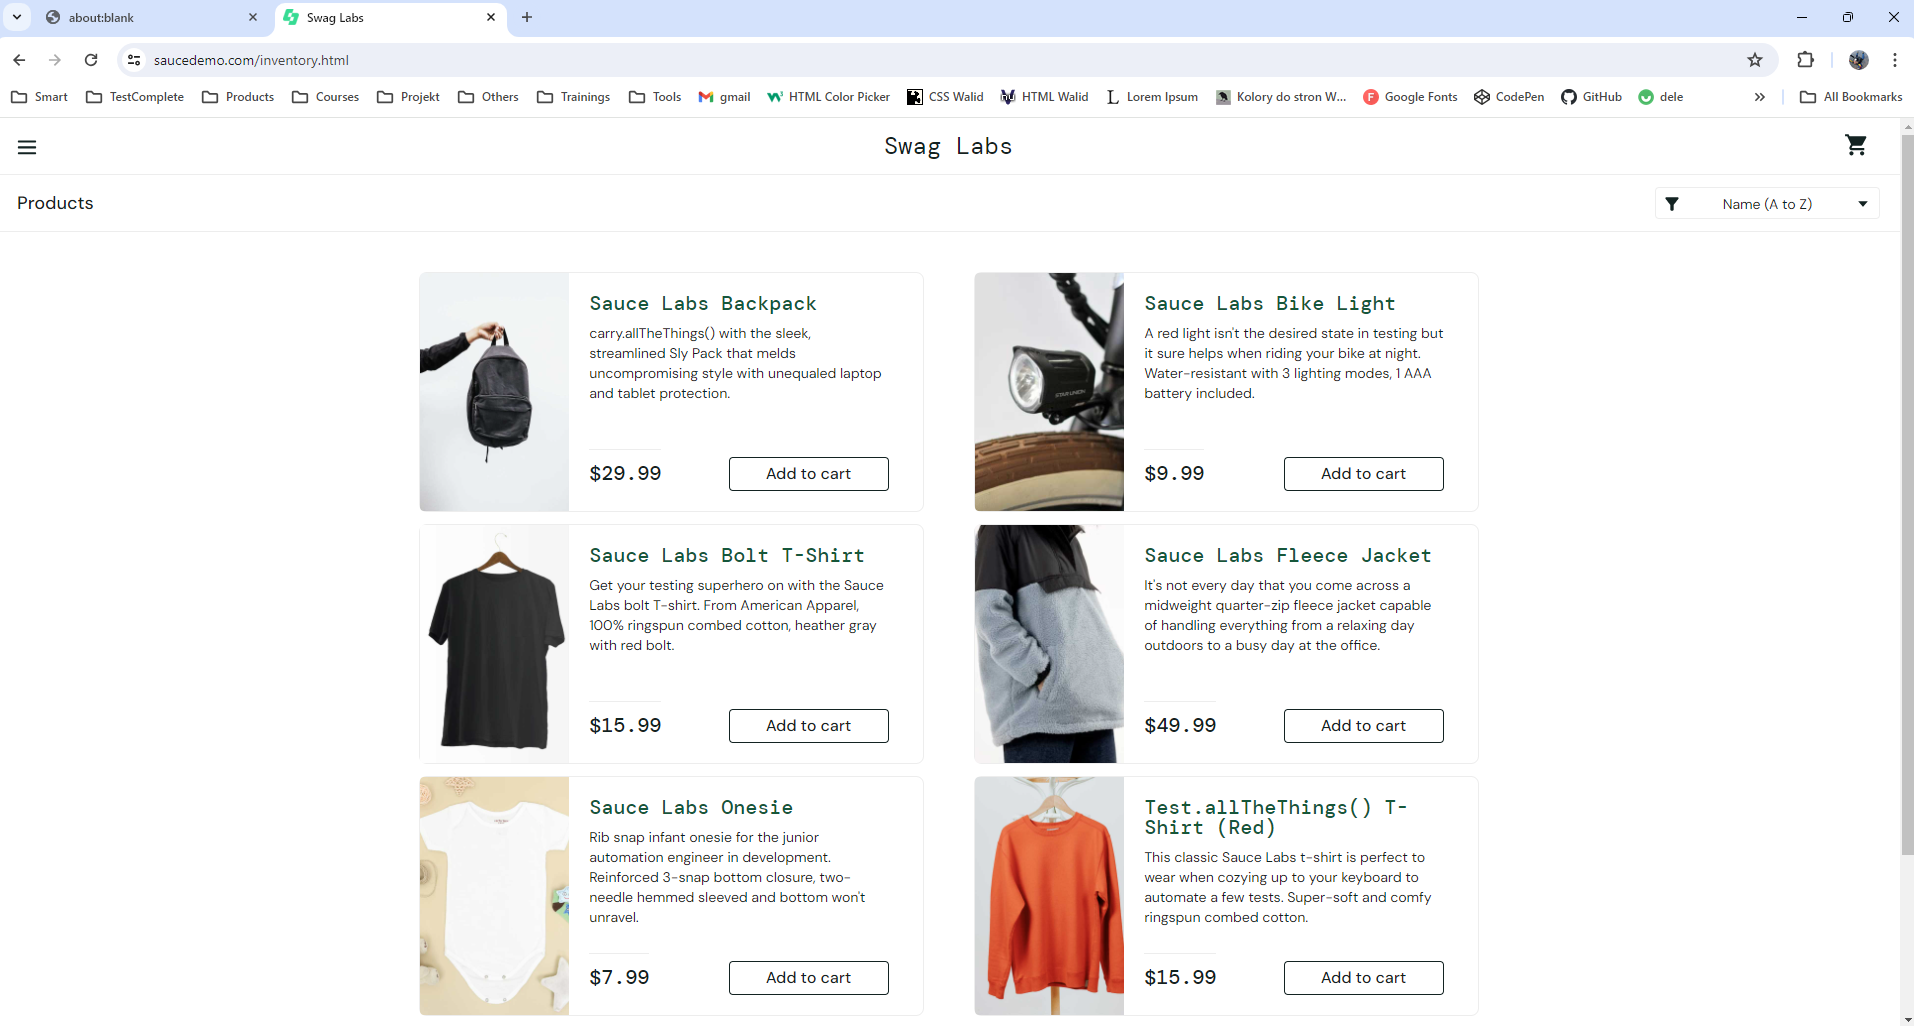 about:blank
Swag Labs
saucedemo.com/inventory.html
Smart
TestComplete
Products
Courses
Projekt
Others
Trainings
Tools
gmail
HTML Color Picker
CSS Walid
HTML Walid
Lorem Ipsum
Kolory do stron W...
Google Fonts
CodePen
GitHub
dele
All Bookmarks
Swag Labs
Products
Name (A to Z)
Sauce Labs Backpack
carry.allTheThings() with the sleek,
streamlined Sly Pack that melds
uncompromising style with unequaled laptop
and tablet protection.
$29.99
Add to cart
STAR UNION
Sauce Labs Bike Light
A red light isn't the desired state in testing but
it sure helps when riding your bike at night.
Water-resistant with 3 lighting modes, 1 AAA
battery included.
$9.99
Add to cart
Sauce Labs Bolt T-Shirt
Get your testing superhero on with the Sauce
Labs bolt T-shirt. From American Apparel,
100% ringspun combed cotton, heather gray
with red bolt.
$15.99
Add to cart
Sauce Labs Fleece Jacket
It's not every day that you come across a
midweight quarter-zip fleece jacket capable
of handling everything from a relaxing day
outdoors to a busy day at the office.
$49.99
Add to cart
Sauce Labs Onesie
Rib snap infant onesie for the junior
automation engineer in development.
Reinforced 3-snap bottom closure, two-
needle hemmed sleeved and bottom won't
unravel.
$7.99
Add to cart
Test.allTheThings() T-
Shirt (Red)
This classic Sauce Labs t-shirt is perfect to
wear when cozying up to your keyboard to
automate a few tests. Super-soft and comfy
ringspun combed cotton.
$15.99
Add to cart